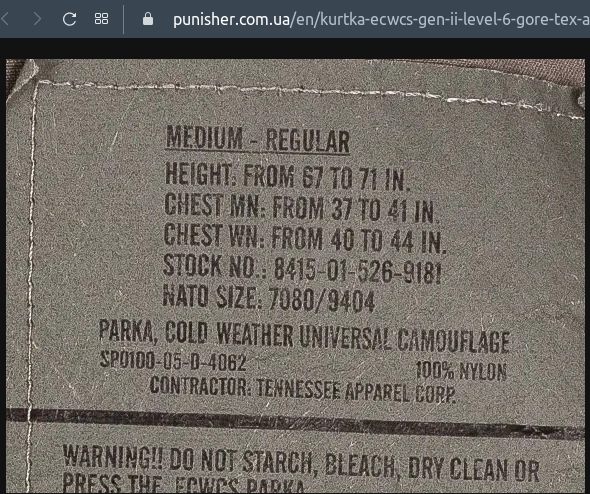 punisher.com.ua/en/kurtka-ecwcs-gen-ii-level-6-gore-tex-a
MEDIUM - REGULAR
HEIGHT: FROM 67 TO 71 IN.
CHEST MN: FROM 37 TO 41 IN.
CHEST WN: FROM 40 TO 44 IN.
STOCK NO.: 8415-01-526-9181
NATO SIZE: 7080/9404
PARKA, COLD WEATHER UNIVERSAL CAMOUFLAGE
SPO100-05-D-4062 100% NYLON
CONTRACTOR: TENNESSEE APPAREL CORP.
WARNING!! DO NOT STARCH, BLEACH, DRY CLEAN OR
PRESS THE ECWCS PARKA